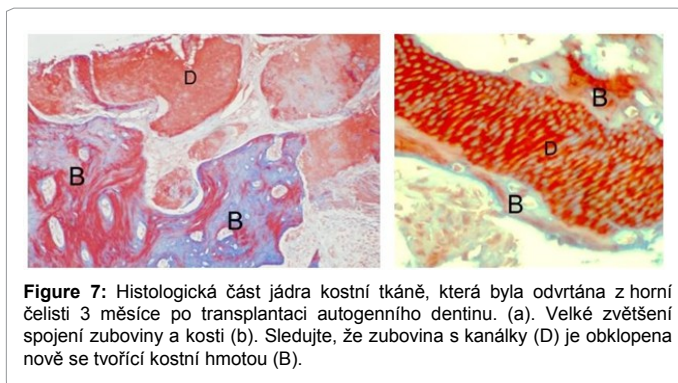 D
B
B
B
D
B
Figure 7: Histologická část jádra kostní tkáně, která byla odvrtána z horní
čelisti 3 měsíce po transplantaci autogenního dentinu. (a). Velké zvětšení
spojení zuboviny a kosti (b). Sledujte, že zubovina s kanálky (D) je obklopena
nově se tvořící kostní hmotou (B).